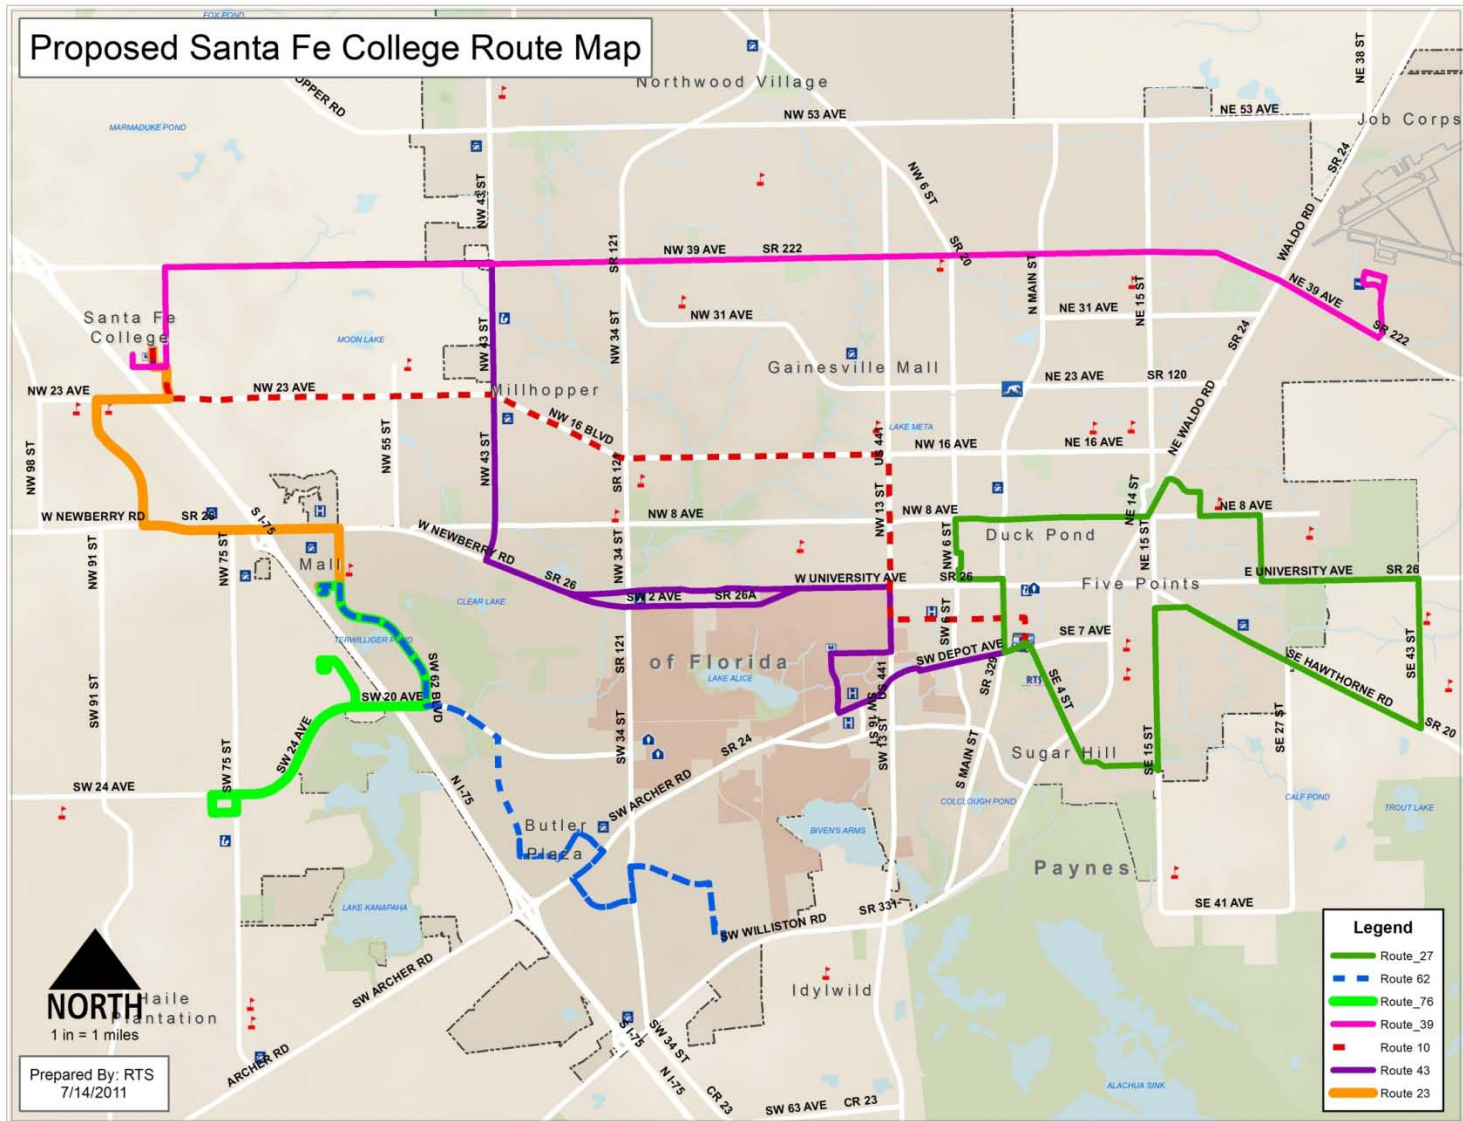 Proposed Santa Fe College Route Map
FOX POND
OPPER RD
MARMADUKE POND
Northwood Village
NW 53 AVE
NE 53 AVE
NE 38 ST
Job Corps
SR 24
NW 43 ST
NW 6 ST
SR 20
WALDO RD
SR 121
NW 39 AVE
SR 222
N MAIN ST
NE 15 ST
NE 39 AVE
SR 222
Santa Fe
College
MOON LAKE
NW 43 ST
NW 34 ST
NW 31 AVE
NE 31 AVE
SR 24
Gainesville Mall
NW 23 AVE
NW 23 AVE
Millhopper
NE 23 AVE
SR 120
NE WALDO RD
NW 16 BLVD
LAKE META
US 441
NW 16 AVE
NE 16 AVE
NW 98 ST
NW 55 ST
NW 43 ST
SR 121
NW 13 ST
NE 14 ST
W NEWBERRY RD
SR 26
S I-75
W NEWBERRY RD
NW 8 AVE
NW 8 AVE
NE 8 AVE
Duck Pond
NW 91 ST
NW 75 ST
Mall
SR 26
NW 34 ST
NW 6 ST
NE 15 ST
W UNIVERSITY AVE
SR 26
Five Points
E UNIVERSITY AVE
SR 26
CLEAR LAKE
SW 2 AVE
SR 26A
TERWILLIGER POND
SW 6 ST
SE 7 AVE
SW DEPOT AVE
of Florida
LAKE ALICE
SR 121
US 441
SR 329
RTS
SE 4 ST
SE HAWTHORNE RD
SE 43 ST
SW 91 ST
SW 20 AVE
SW 62 BLVD
SW 24 AVE
SW 34 ST
SW 16 ST
SW 13 ST
SR 24
SR 20
SE 15 ST
SE 27 ST
Sugar Hill
S MAIN ST
SW 75 ST
SW 24 AVE
N I-75
SW ARCHER RD
COLCLOUGH POND
CALF POND
TROUT LAKE
Butler
Plaza
BIVEN'S ARMS
Paynes
LAKE KANAPAHA
SW WILLISTON RD
SR 331
SE 41 AVE
SW ARCHER RD
NORTH
1 in = 1 miles
Haile
Plantation
Idylwild
ARCHER RD
S I-75
SW 34 ST
N I-75
CR 23
SW 63 AVE
CR 23
ALACHUA SINK
Prepared By: RTS
7/14/2011
Legend
Route_27
Route 62
Route_76
Route_39
Route 10
Route 43
Route 23